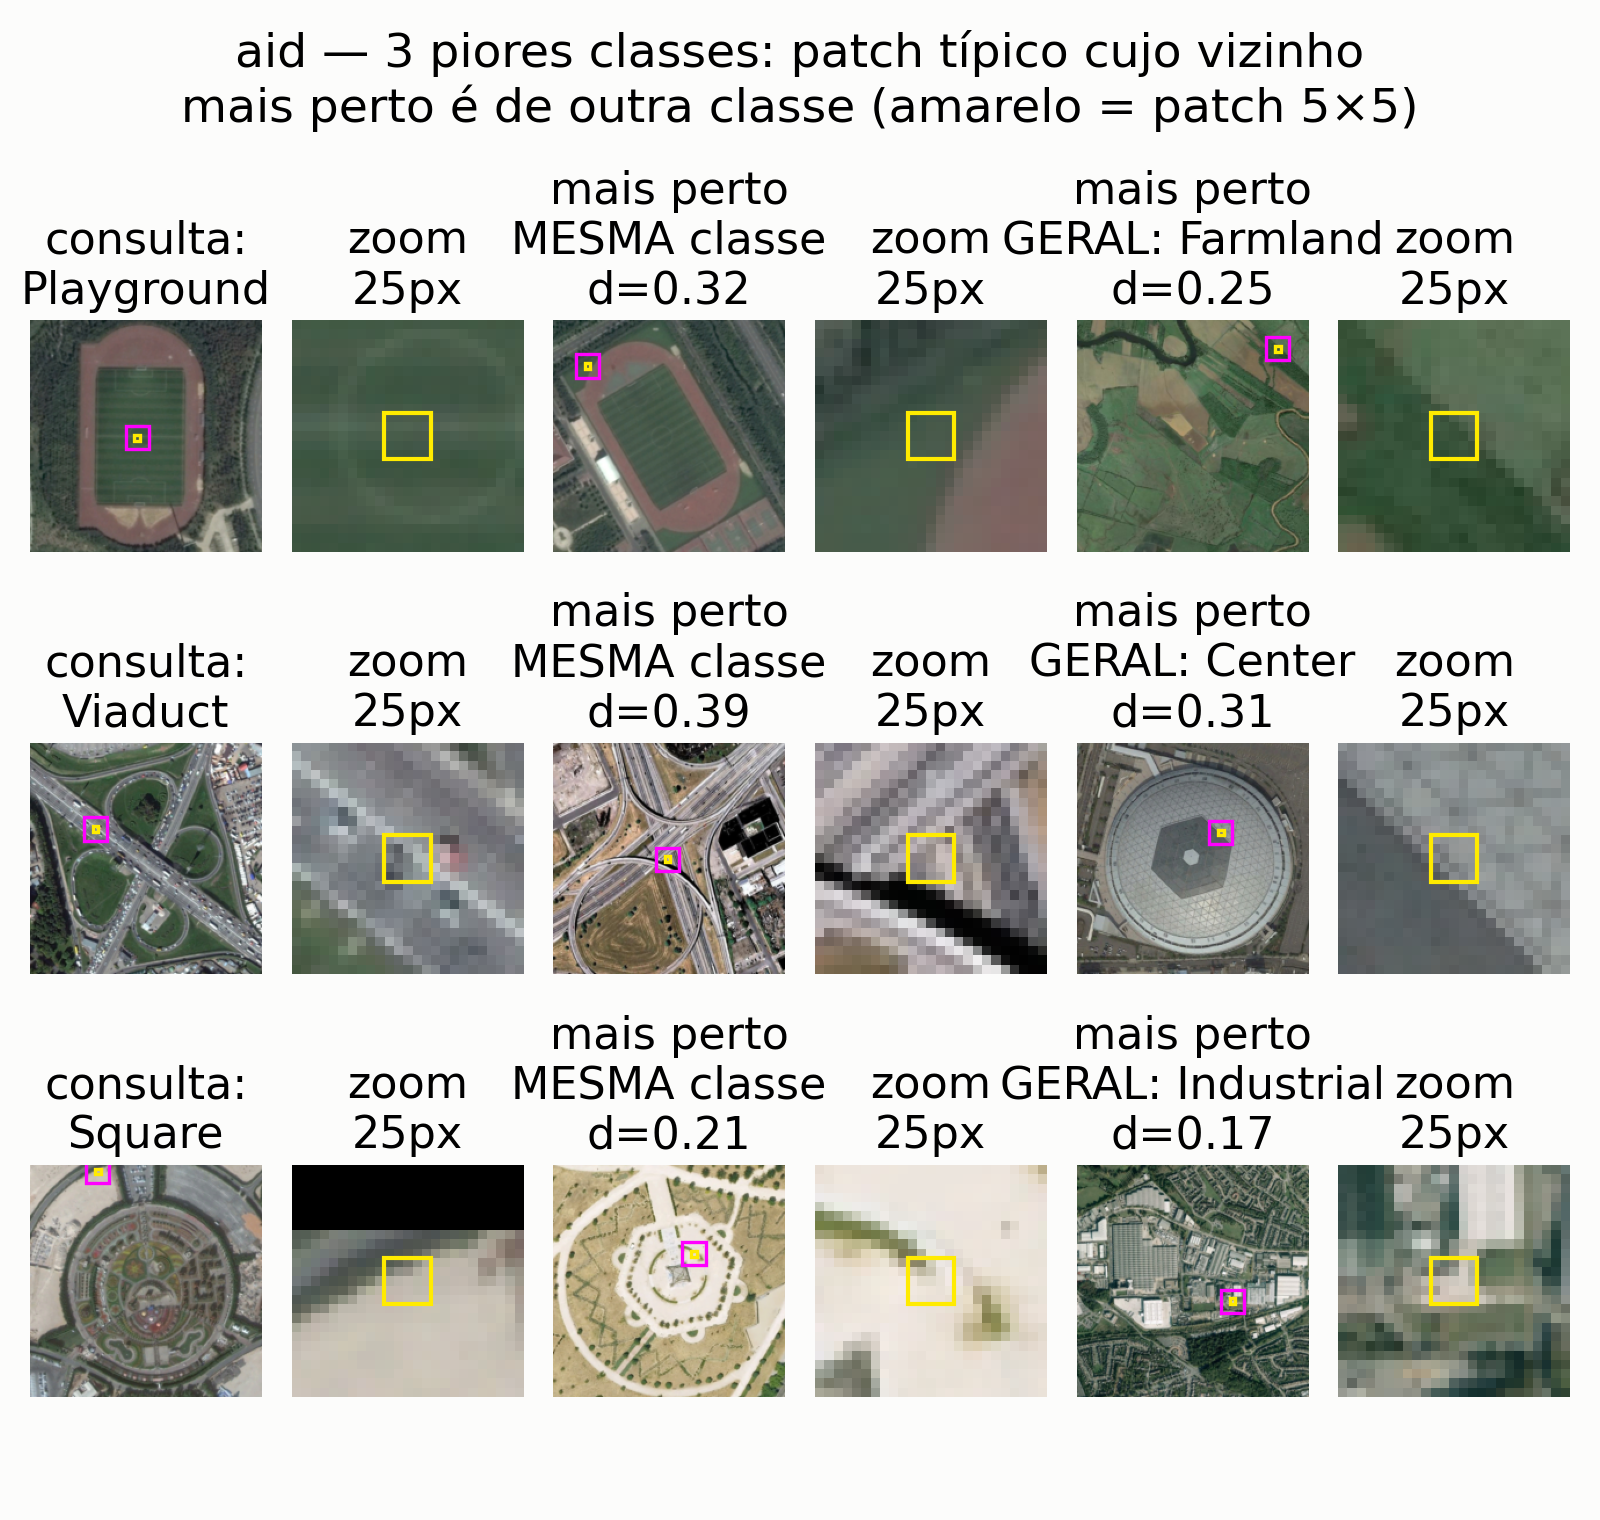 aid — 3 piores classes: patch típico cujo vizinho
mais perto é de outra classe (amarelo = patch 5×5)
consulta:
Playground
zoom
25px
mais perto
MESMA classe
d=0.32
zoom
25px
mais perto
GERAL: Farmland
d=0.25
zoom
25px
consulta:
Viaduct
zoom
25px
mais perto
MESMA classe
d=0.39
zoom
25px
mais perto
GERAL: Center
d=0.31
zoom
25px
consulta:
Square
zoom
25px
mais perto
MESMA classe
d=0.21
zoom
25px
mais perto
GERAL: Industrial
d=0.17
zoom
25px